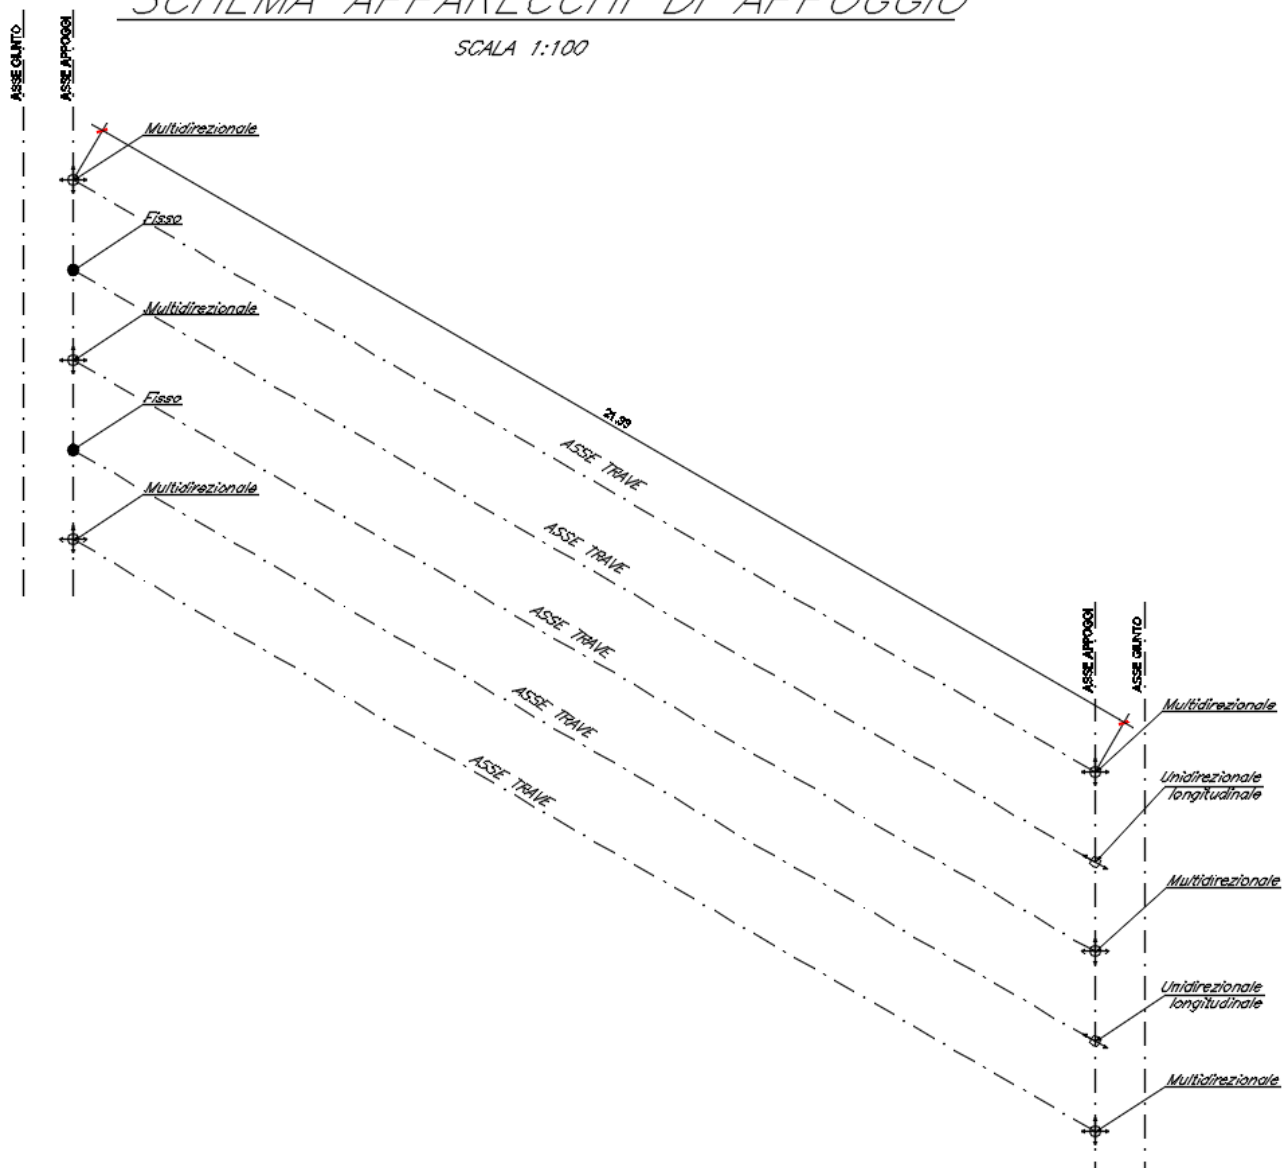 SCHEMA APPARECCHI DI APPOGGIO
SCALA 1:100
ASSE GIUNTO
ASSE APPOGGI
Multidirezionale
Fisso
Multidirezionale
Fisso
Multidirezionale
21.99
ASSE TRAVE
ASSE TRAVE
ASSE TRAVE
ASSE TRAVE
ASSE TRAVE
ASSE APPOGGI
ASSE GIUNTO
Multidirezionale
Unidirezionale
longitudinale
Multidirezionale
Unidirezionale
longitudinale
Multidirezionale